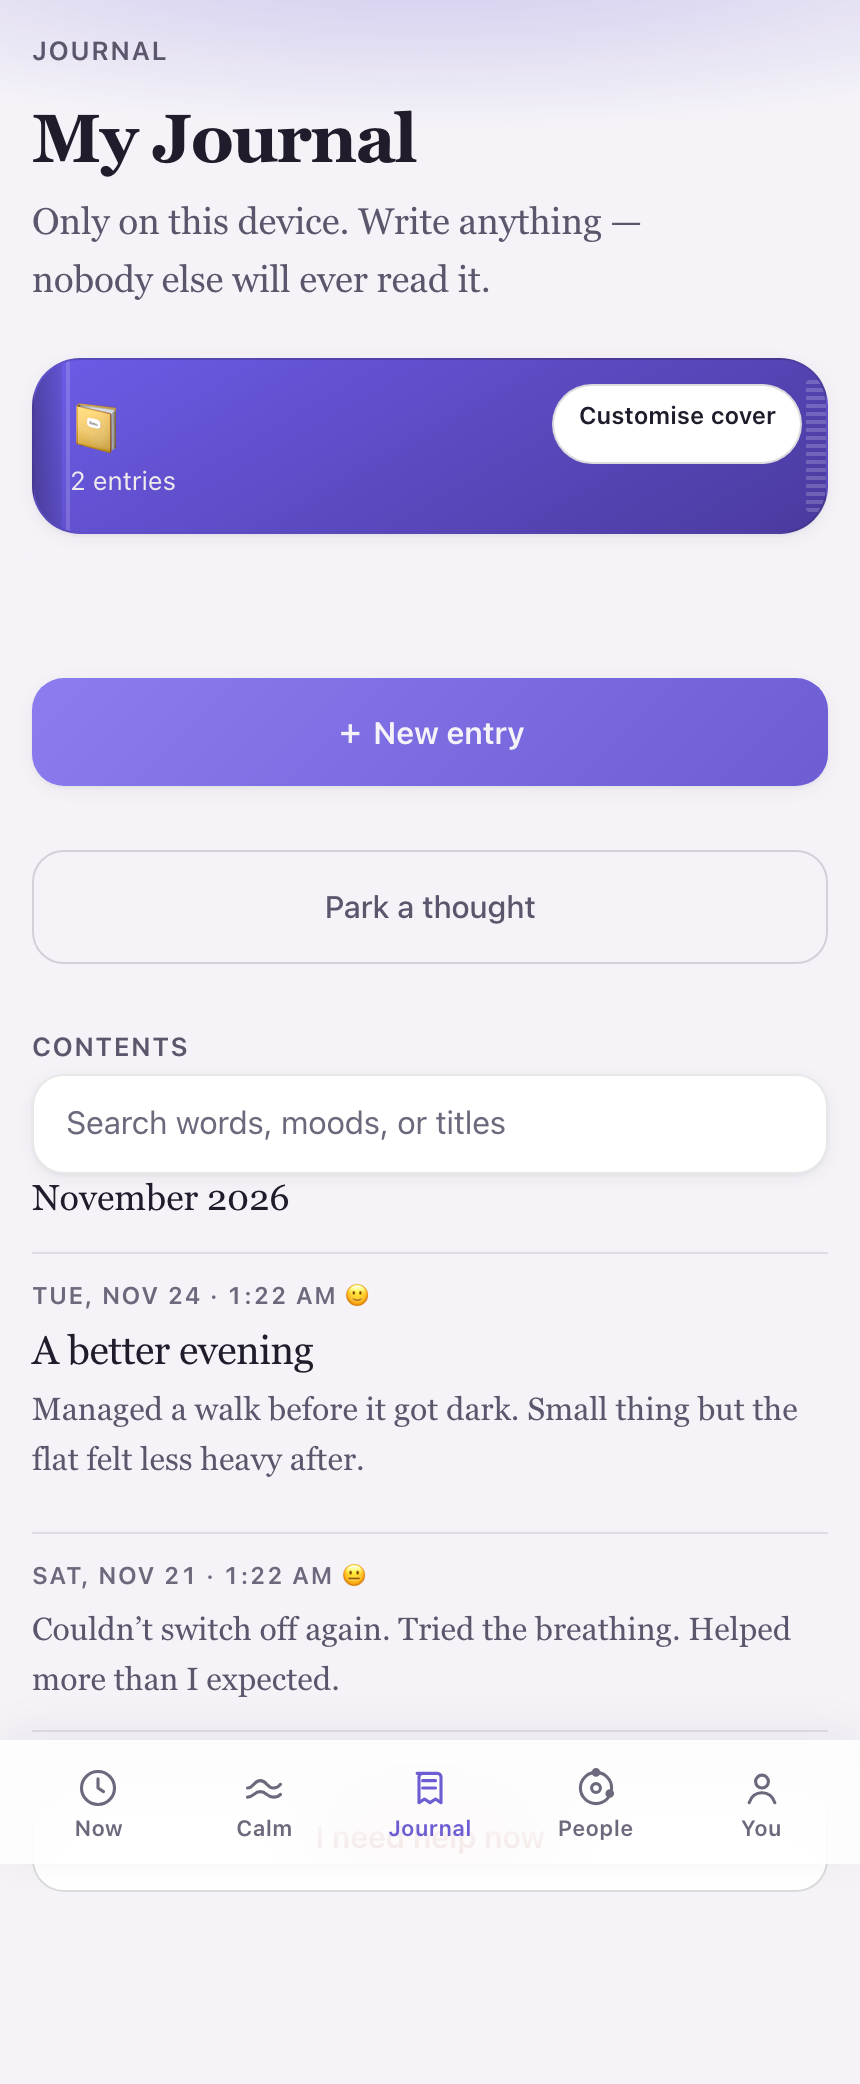 JOURNAL
My Journal
Only on this device. Write anything —
nobody else will ever read it.
Customise cover
2 entries
+ New entry
Park a thought
CONTENTS
Search words, moods, or titles
November 2026
TUE, NOV 24 · 1:22 AM 🙂
A better evening
Managed a walk before it got dark. Small thing but the
flat felt less heavy after.
SAT, NOV 21 · 1:22 AM 😐
Couldn’t switch off again. Tried the breathing. Helped
more than I expected.
I need help now
Now Calm Journal People You